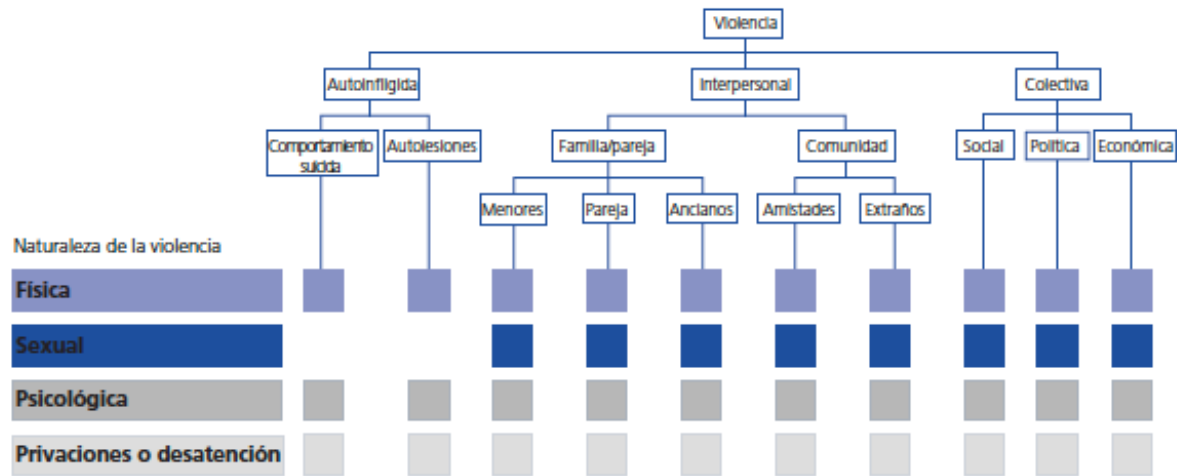 Violencia
Autoinfligida
Interpersonal
Colectiva
Comportamiento
suicida
Autolesiones
Familia/pareja
Comunidad
Social
Política
Económica
Menores
Pareja
Ancianos
Amistades
Extraños
Naturaleza de la violencia
Física
Sexual
Psicológica
Privaciones o desatención